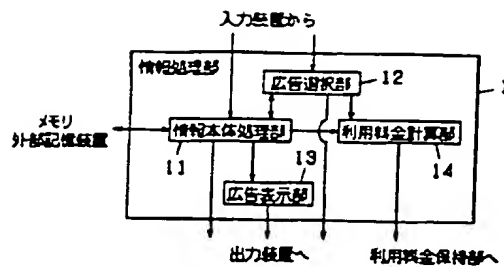 入力装置から
情報処理部
広告選択部
12
1
メモリ
外部記憶装置
情報本体処理部
利用料金計算部
11
13
14
広告表示部
出力装置へ
利用料金保持部へ